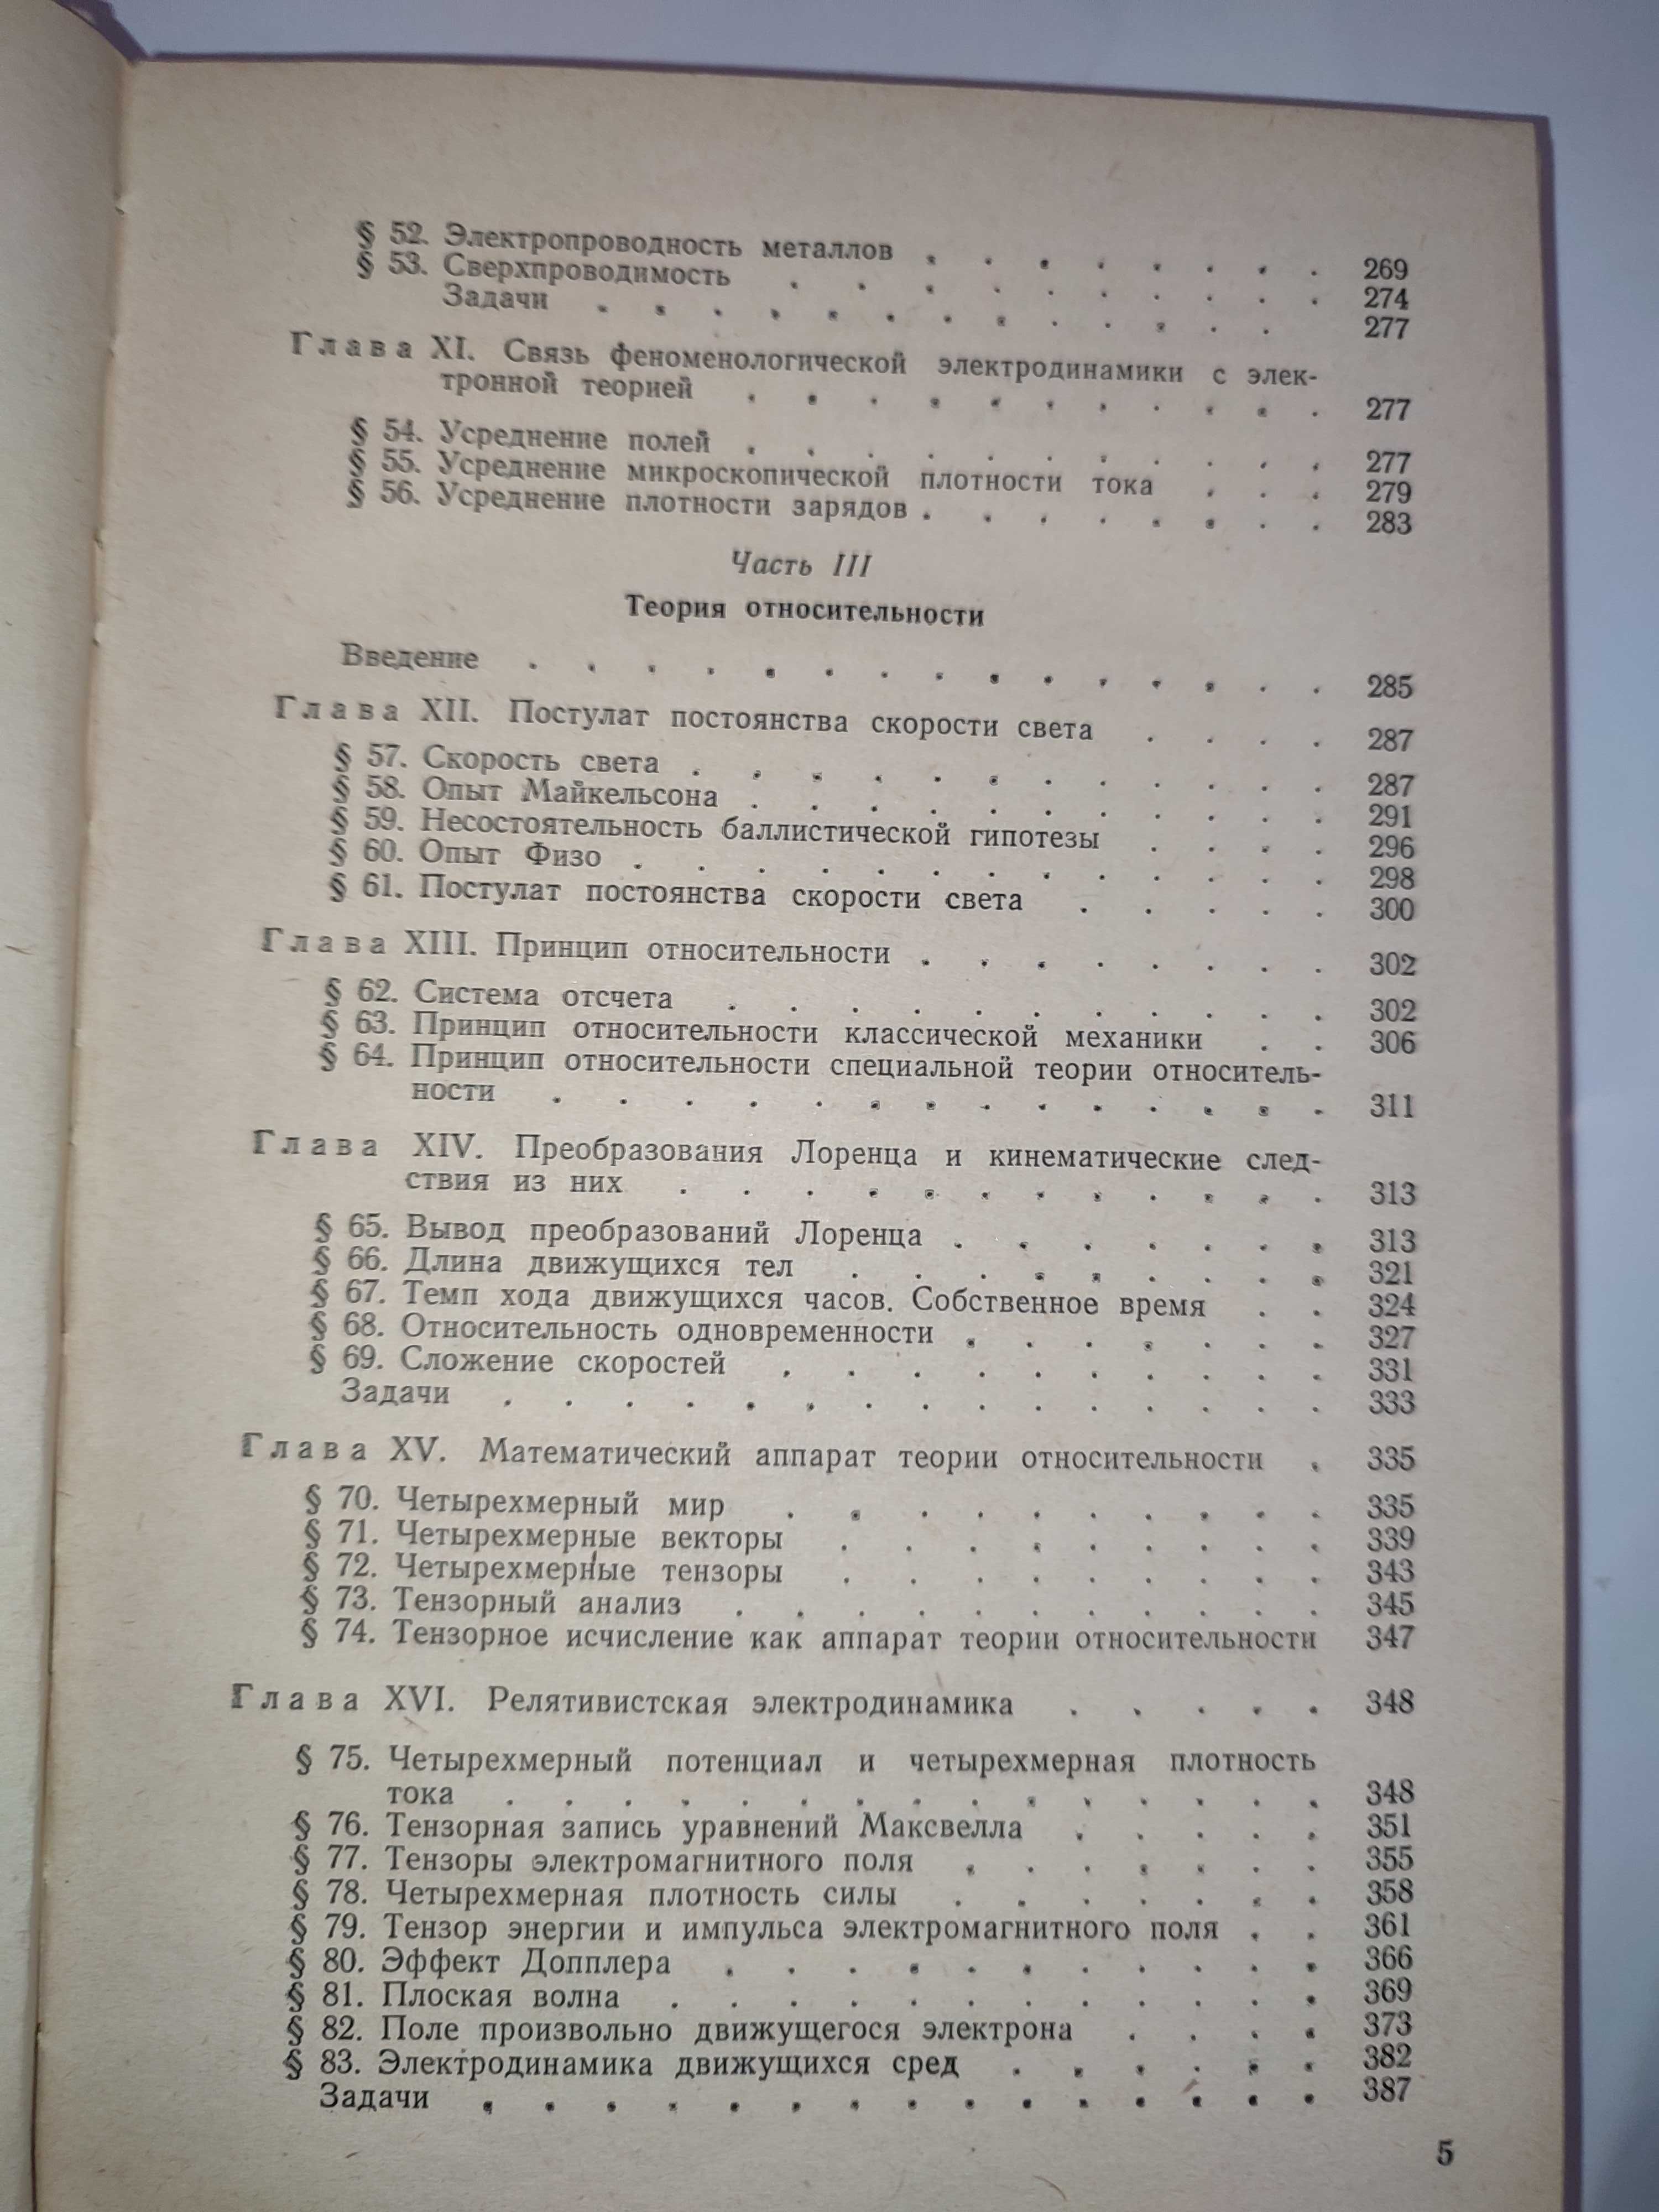 § 52. Электропроводность металлов . . . . . . . . 269
§ 53. Сверхпроводимость . . . . . . . . . . 274
Задачи . . . . . . . . . . . . 277
Глава XI. Связь феноменологической электродинамики с элек-
тронной теорией . . . . . . . . . . . 277
§ 54. Усреднение полей . . . . . . . . . . 277
§ 55. Усреднение микроскопической плотности тока . . . 279
§ 56. Усреднение плотности зарядов . . . . . . . . 283
Часть III
Теория относительности
Введение . . . . . . . . . . . . . . 285
Глава XII. Постулат постоянства скорости света . . . . 287
§ 57. Скорость света . . . . . . . . . . . 287
§ 58. Опыт Майкельсона . . . . . . . . . . 291
§ 59. Несостоятельность баллистической гипотезы . . . . 296
§ 60. Опыт Физо . . . . . . . . . . . . 298
§ 61. Постулат постоянства скорости света . . . . . 300
Глава XIII. Принцип относительности . . . . . . . . 302
§ 62. Система отсчета . . . . . . . . . . 302
§ 63. Принцип относительности классической механики . . 306
§ 64. Принцип относительности специальной теории относитель-
ности . . . . . . . . . . . . . 311
Глава XIV. Преобразования Лоренца и кинематические след-
ствия из них . . . . . . . . . . . 313
§ 65. Вывод преобразований Лоренца . . . . . . . 313
§ 66. Длина движущихся тел . . . . . . . . 321
§ 67. Темп хода движущихся часов. Собственное время . . 324
§ 68. Относительность одновременности . . . . . . . 327
§ 69. Сложение скоростей . . . . . . . . . 331
Задачи . . . . . . . . . . . . . . 333
Глава XV. Математический аппарат теории относительности . 335
§ 70. Четырехмерный мир . . . . . . . . . 335
§ 71. Четырехмерные векторы . . . . . . . . 339
§ 72. Четырехмерные тензоры . . . . . . . . 343
§ 73. Тензорный анализ . . . . . . . . . . 345
§ 74. Тензорное исчисление как аппарат теории относительности 347
Глава XVI. Релятивистская электродинамика . . . . . 348
§ 75. Четырехмерный потенциал и четырехмерная плотность
тока . . . . . . . . . . . . . . 348
§ 76. Тензорная запись уравнений Максвелла . . . . . 351
§ 77. Тензоры электромагнитного поля . . . . . . 355
§ 78. Четырехмерная плотность силы . . . . . . 358
§ 79. Тензор энергии и импульса электромагнитного поля . . 361
§ 80. Эффект Допплера . . . . . . . . . . 366
§ 81. Плоская волна . . . . . . . . . . . 369
§ 82. Поле произвольно движущегося электрона . . . . 373
§ 83. Электродинамика движущихся сред . . . . . . 382
Задачи . . . . . . . . . . . . . . 387
5